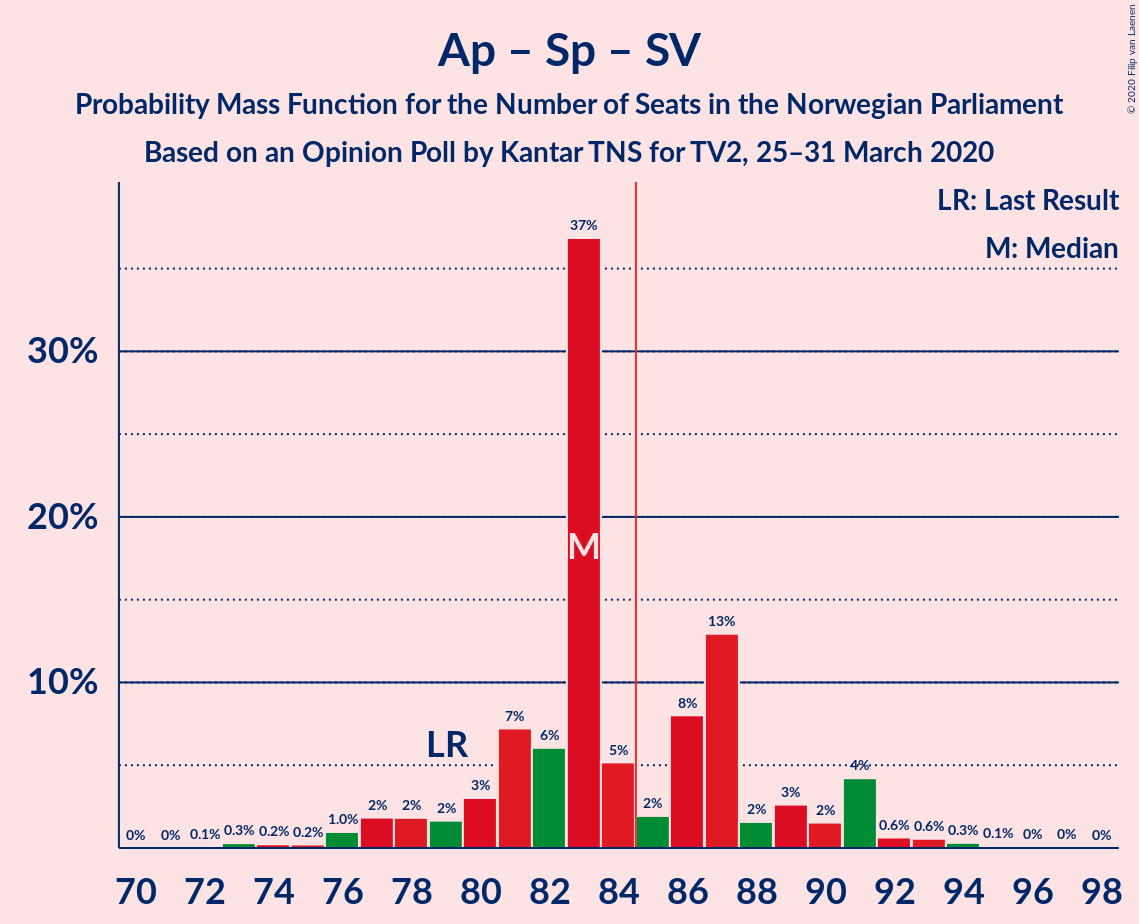 Ap – Sp – SV
Probability Mass Function for the Number of Seats in the Norwegian Parliament
Based on an Opinion Poll by Kantar TNS for TV2, 25–31 March 2020
© 2020 Filip van Laenen
LR: Last Result
M: Median
30%
20%
10%
0% 0% 0.1% 0.3% 0.2% 0.2% 1.0% 2% 2% 2% 3% 7% 6% 37% 5% 2% 8% 13% 2% 3% 2% 4% 0.6% 0.6% 0.3% 0.1% 0% 0% 0%
LR
M
70 72 74 76 78 80 82 84 86 88 90 92 94 96 98